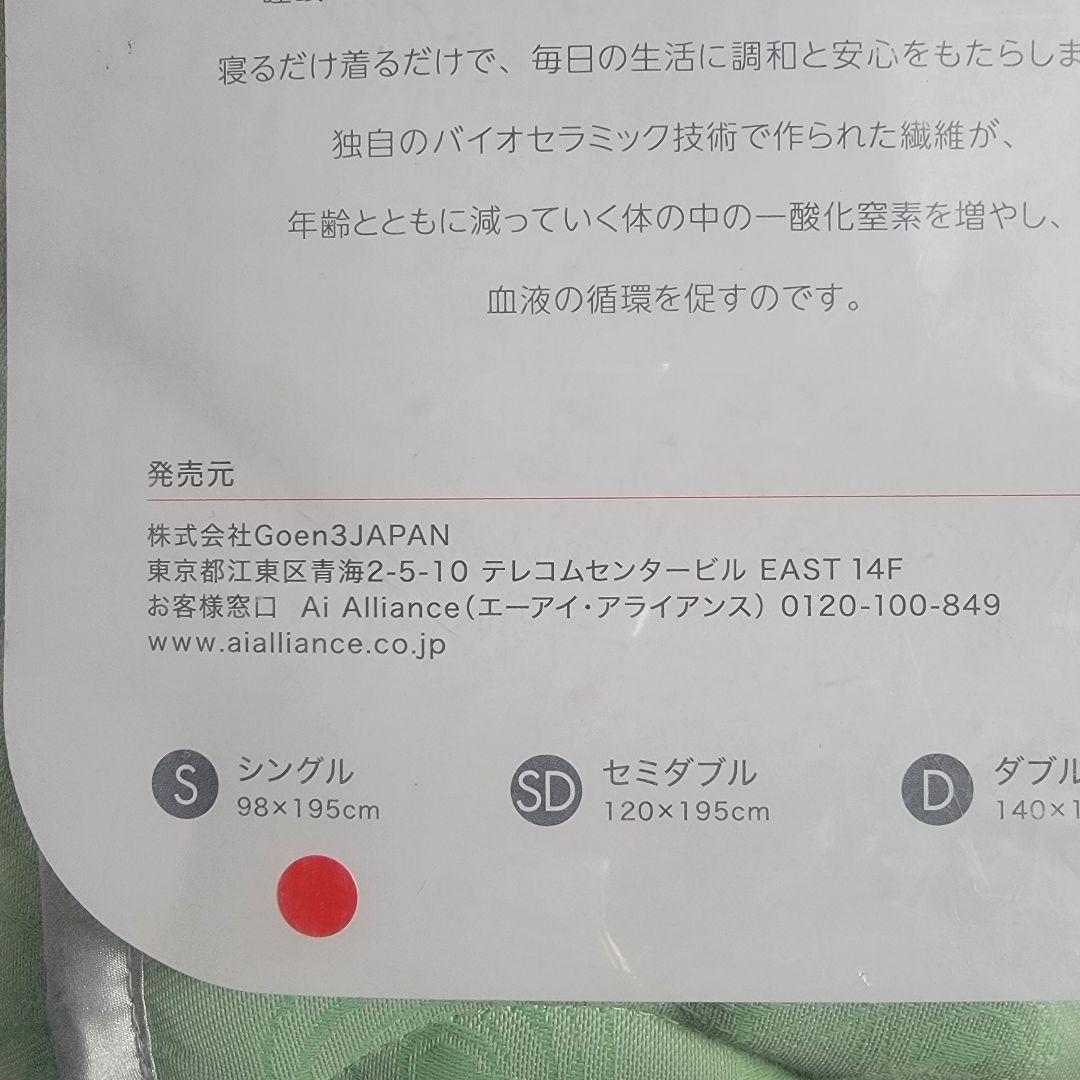 寝るだけ着るだけで、毎日の生活に調和と安心をもたらしま
独自のバイオセラミック技術で作られた繊維が、
年齢とともに減っていく体の中の一酸化窒素を増やし、
血液の循環を促すのです。
発売元
株式会社Goen3JAPAN
東京都江東区青海2-5-10 テレコムセンタービル EAST 14F
お客様窓口 Ai Alliance(エーアイ・アライアンス) 0120-100-849
www.aialliance.co.jp
S シングル SD セミダブル D ダブル
98×195cm 120×195cm 140×1